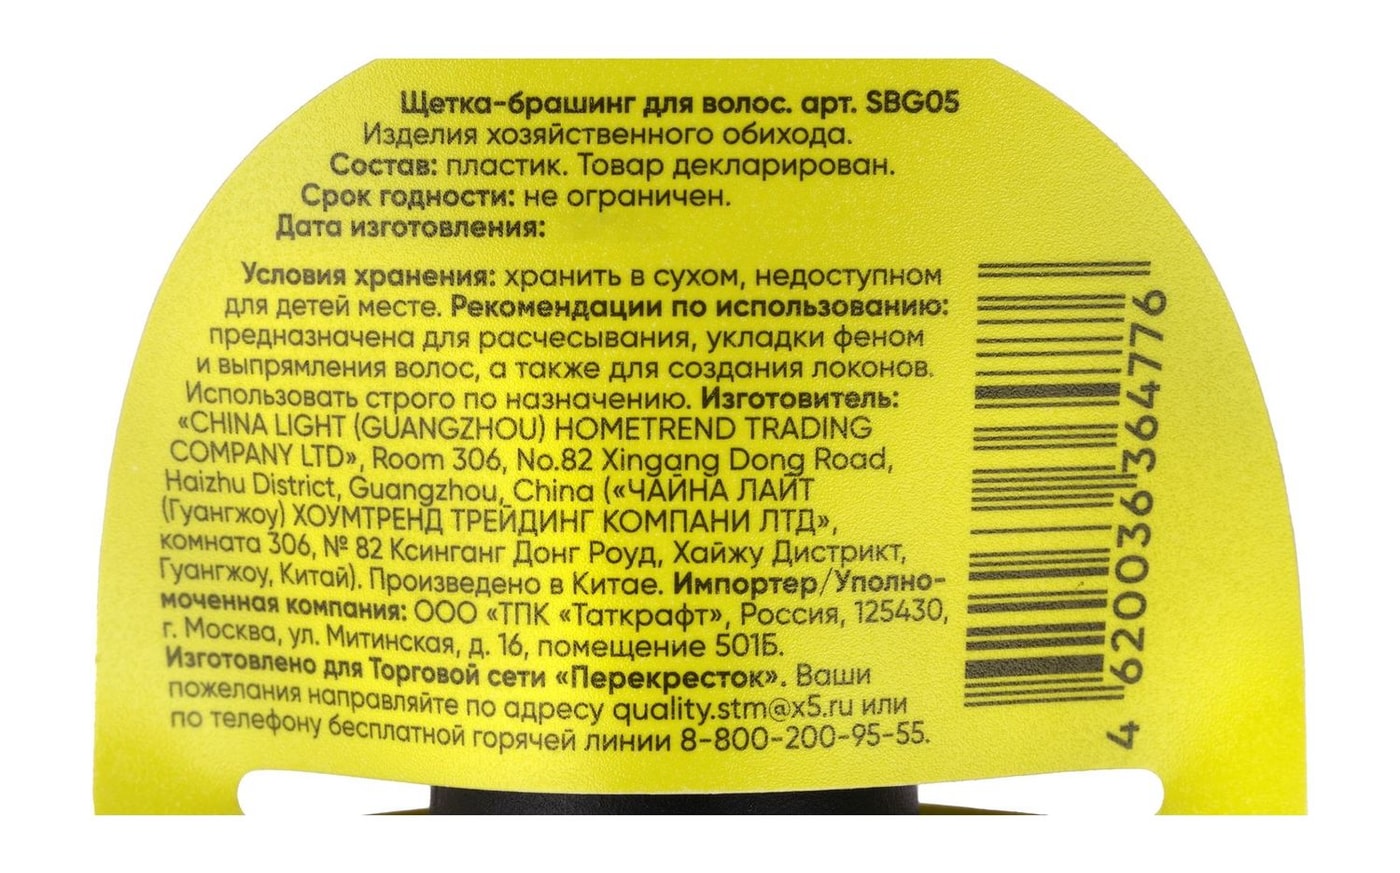 Щетка-брашинг для волос. арт. SBG05
Изделия хозяйственного обихода.
Состав: пластик. Товар декларирован.
Срок годности: не ограничен.
Дата изготовления:
Условия хранения: хранить в сухом, недоступном
для детей месте. Рекомендации по использованию:
предназначена для расчесывания, укладки феном
и выпрямления волос, а также для создания локонов.
Использовать строго по назначению. Изготовитель:
«CHINA LIGHT (GUANGZHOU) HOMETREND TRADING
COMPANY LTD», Room 306, No.82 Xingang Dong Road,
Haizhu District, Guangzhou, China («ЧАЙНА ЛАЙТ
(Гуангжоу) ХОУМТРЕНД ТРЕЙДИНГ КОМПАНИ ЛТД»,
комната 306, № 82 Ксинганг Донг Роуд, Хайжу Дистрикт,
Гуангжоу, Китай). Произведено в Китае. Импортер/Уполно-
моченная компания: ООО «ТПК «Таткрафт», Россия, 125430,
г. Москва, ул. Митинская, д. 16, помещение 501Б.
Изготовлено для Торговой сети «Перекресток». Ваши
пожелания направляйте по адресу quality.stm@x5.ru или
по телефону бесплатной горячей линии 8-800-200-95-55.
4 620036 364776